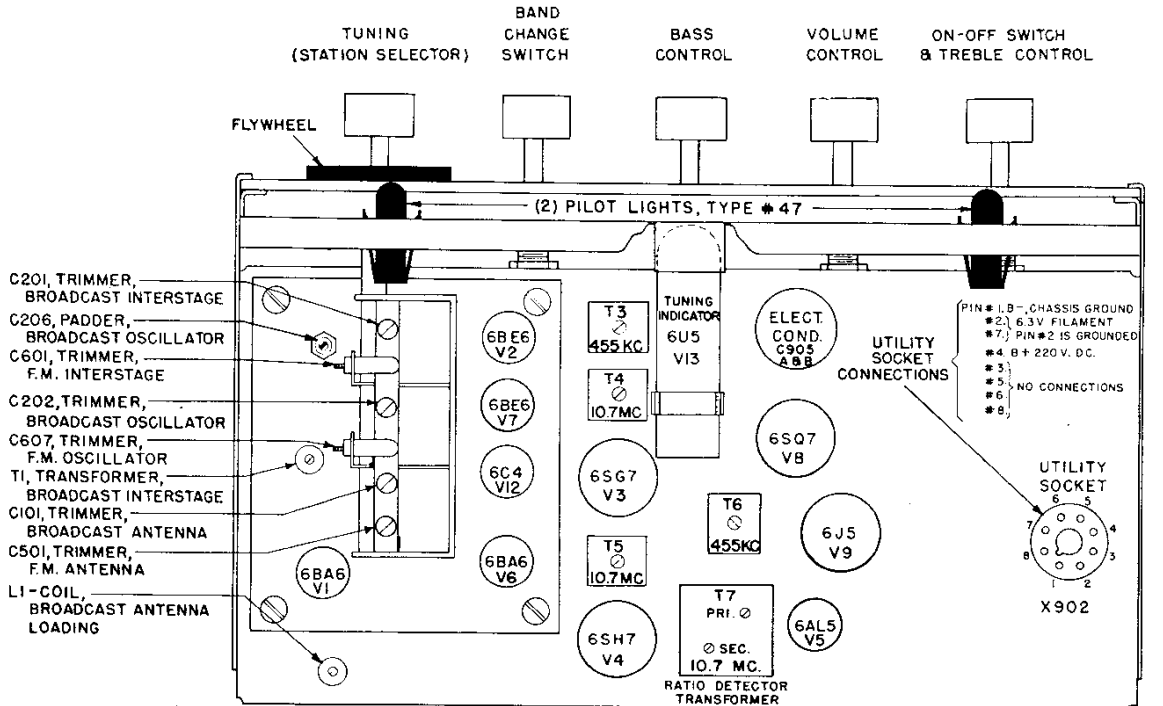 TUNING
(STATION SELECTOR)
BAND
CHANGE
SWITCH
BASS
CONTROL
VOLUME
CONTROL
ON-OFF SWITCH
& TREBLE CONTROL
FLYWHEEL
(2) PILOT LIGHTS, TYPE #47
C201, TRIMMER,
BROADCAST INTERSTAGE
C206, PADDER,
BROADCAST OSCILLATOR
C601, TRIMMER,
F.M. INTERSTAGE
C202, TRIMMER,
BROADCAST OSCILLATOR
C607, TRIMMER,
F.M. OSCILLATOR
T1, TRANSFORMER,
BROADCAST INTERSTAGE
C101, TRIMMER,
BROADCAST ANTENNA
C501, TRIMMER,
F.M. ANTENNA
L1-COIL,
BROADCAST ANTENNA
LOADING
6BA6
V1
6BE6
V2
6BE6
V7
6C4
V12
6BA6
V6
T3
455 KC
T4
10.7MC
6SG7
V3
T5
10.7MC
6SH7
V4
TUNING
INDICATOR
6U5
V13
T6
455KC
T7
PRI.
SEC.
10.7 MC.
RATIO DETECTOR
TRANSFORMER
ELECT.
COND.
C905
A&B
6SQ7
V8
6J5
V9
6AL5
V5
UTILITY
SOCKET
CONNECTIONS
PIN #1, B-, CHASSIS GROUND
#2, 6.3V FILAMENT
#7, PIN #2 IS GROUNDED
#4, B+ 220 V. DC.
#3,
#5, NO CONNECTIONS
#6,
#8,
UTILITY
SOCKET
6 5
7 4
8 3
1 2
X902